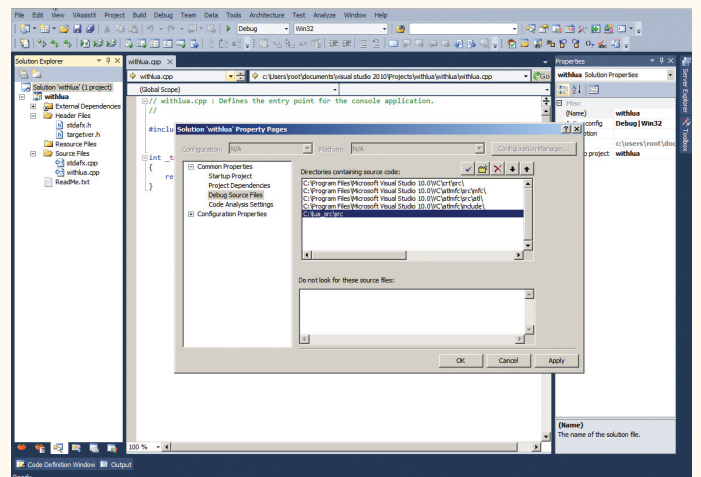 File Edit View VAssistX Project Build Debug Team Data Tools Architecture Test Analyze Window Help
Debug Win32
Solution Explorer
withlua.cpp
Properties
withlua.cpp
c:\Users\root\documents\visual studio 2010\Projects\withlua\withlua\withlua.cpp
Go
withlua Solution Properties
Solution 'withlua' (1 project)
withlua
External Dependencies
Header Files
stdafx.h
targetver.h
Resource Files
Source Files
stdafx.cpp
withlua.cpp
ReadMe.txt
(Global Scope)
// withlua.cpp : Defines the entry point for the console application.
//
#inclu
int _t
{
re
}
Misc
(Name) withlua
config Debug|Win32
c:\users\root\doc
project withlua
Server Explorer
Toolbox
Solution 'withlua' Property Pages
Configuration: N/A
Platform: N/A
Configuration Manager...
Common Properties
Startup Project
Project Dependencies
Debug Source Files
Code Analysis Settings
Configuration Properties
Directories containing source code:
C:\Program Files\Microsoft Visual Studio 10.0\VC\crt\src\
C:\Program Files\Microsoft Visual Studio 10.0\VC\atlmfc\src\mfc\
C:\Program Files\Microsoft Visual Studio 10.0\VC\atlmfc\src\atl\
C:\Program Files\Microsoft Visual Studio 10.0\VC\atlmfc\include\
C:\lua_src\src
Do not look for these source files:
OK Cancel Apply
100 %
(Name)
The name of the solution file.
Code Definition Window Output
Ready